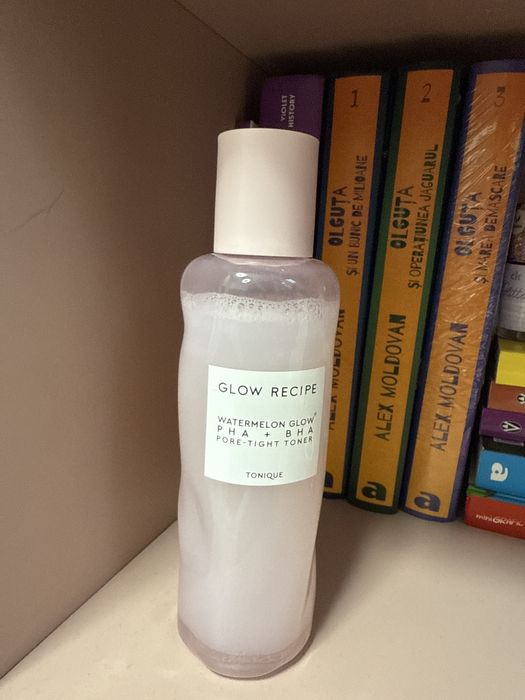 GLOW RECIPE
WATERMELON GLOW®
PHA + BHA
PORE-TIGHT TONER
TONIQUE
VIOLET
HISTORY
1
OLGUȚA
ȘI UN BUNIC DE MILIOANE
ALEX MOLDOVAN
2
OLGUȚA
ȘI OPERAȚIUNEA JAGUARUL
ALEX MOLDOVAN
3
OLGUȚA
ȘI MAREA DEMASCARE
ALEX MOLDOVAN